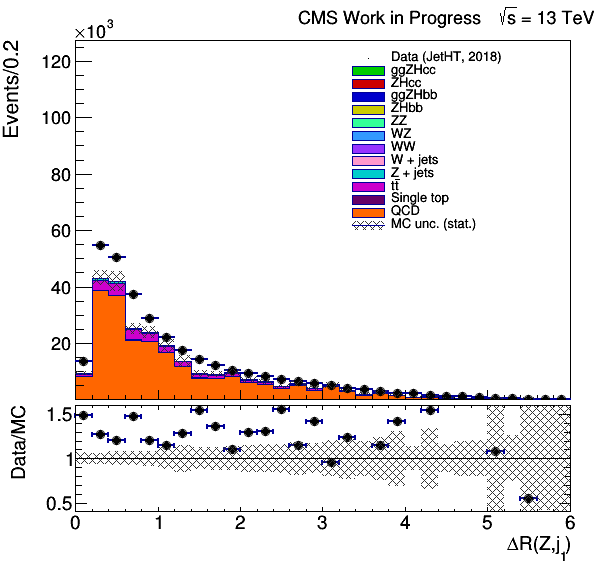 CMS Work in Progress √s = 13 TeV
×10³
Events/0.2
120
100
80
60
40
20
Data (JetHT, 2018)
ggZHcc
ZHcc
ggZHbb
ZHbb
ZZ
WZ
WW
W + jets
Z + jets
tt̄
Single top
QCD
MC unc. (stat.)
Data/MC
1.5
1
0.5
0 1 2 3 4 5 6
ΔR(Z,j₁)